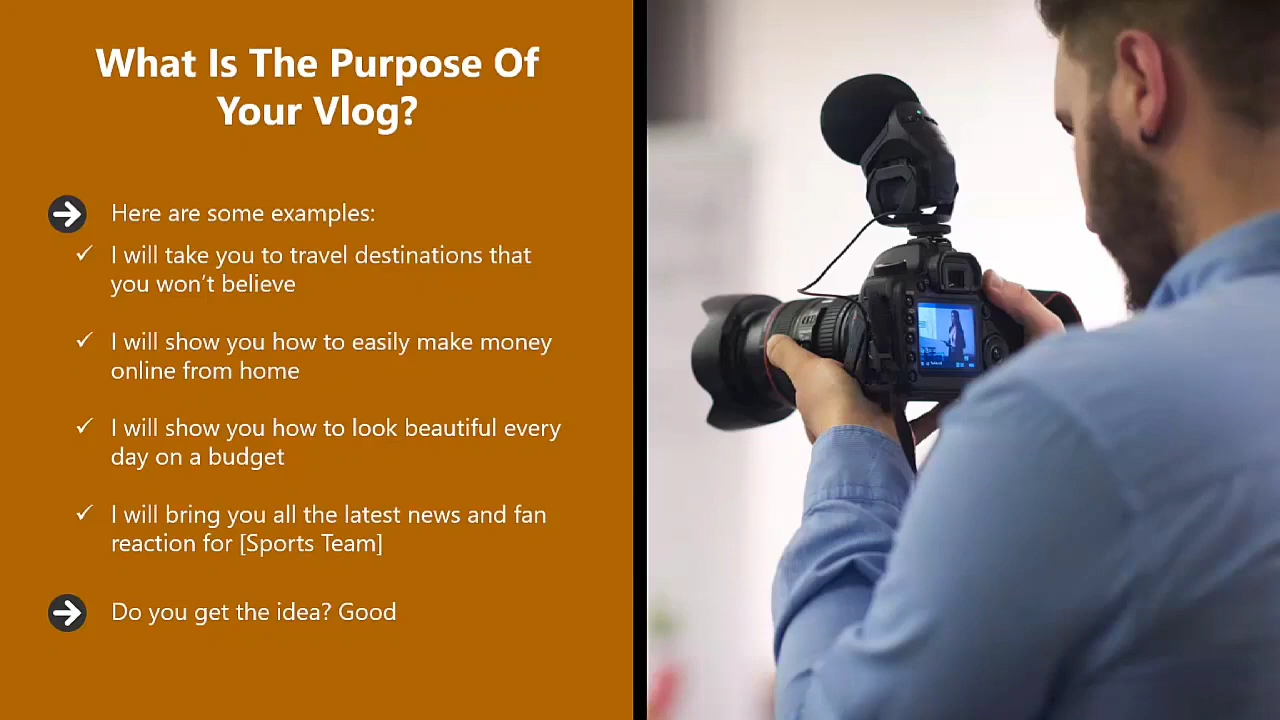 What Is The Purpose Of
Your Vlog?
Here are some examples:
I will take you to travel destinations that
you won’t believe
I will show you how to easily make money
online from home
I will show you how to look beautiful every
day on a budget
I will bring you all the latest news and fan
reaction for [Sports Team]
Do you get the idea? Good